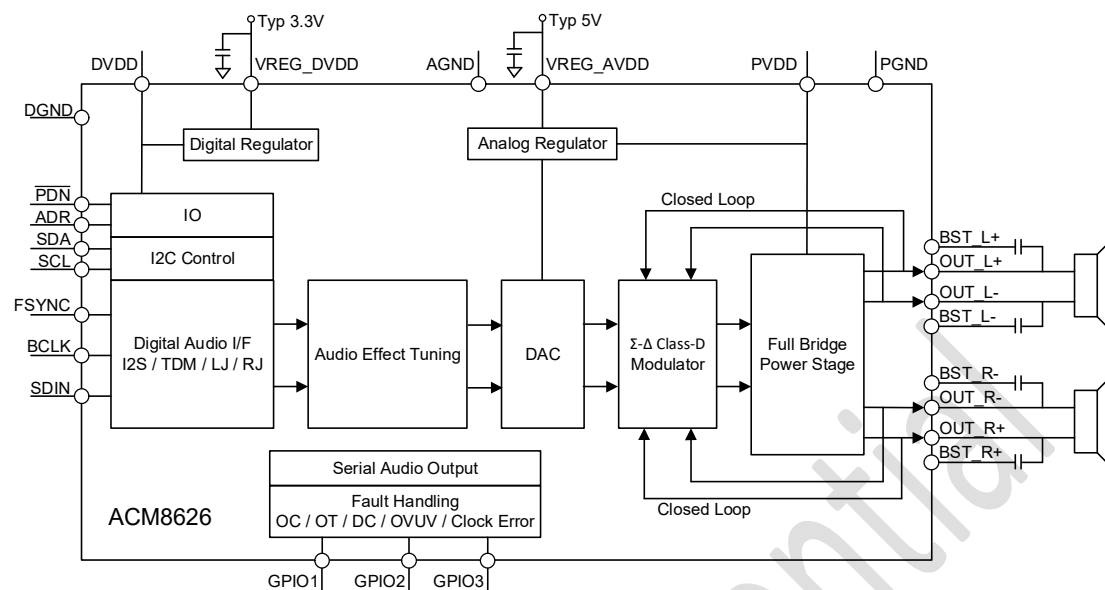 Typ 3.3V
Typ 5V
DVDD
VREG_DVDD
AGND
VREG_AVDD
PVDD
PGND
DGND
Digital Regulator
Analog Regulator
PDN
ADR
SDA
SCL
FSYNC
BCLK
SDIN
IO
I2C Control
Digital Audio I/F
I2S / TDM / LJ / RJ
Audio Effect Tuning
DAC
Closed Loop
Σ-Δ Class-D
Modulator
Full Bridge
Power Stage
Closed Loop
BST_L+
OUT_L+
OUT_L-
BST_L-
BST_R-
OUT_R-
OUT_R+
BST_R+
Serial Audio Output
Fault Handling
OC / OT / DC / OVUV / Clock Error
ACM8626
GPIO1
GPIO2
GPIO3
ential